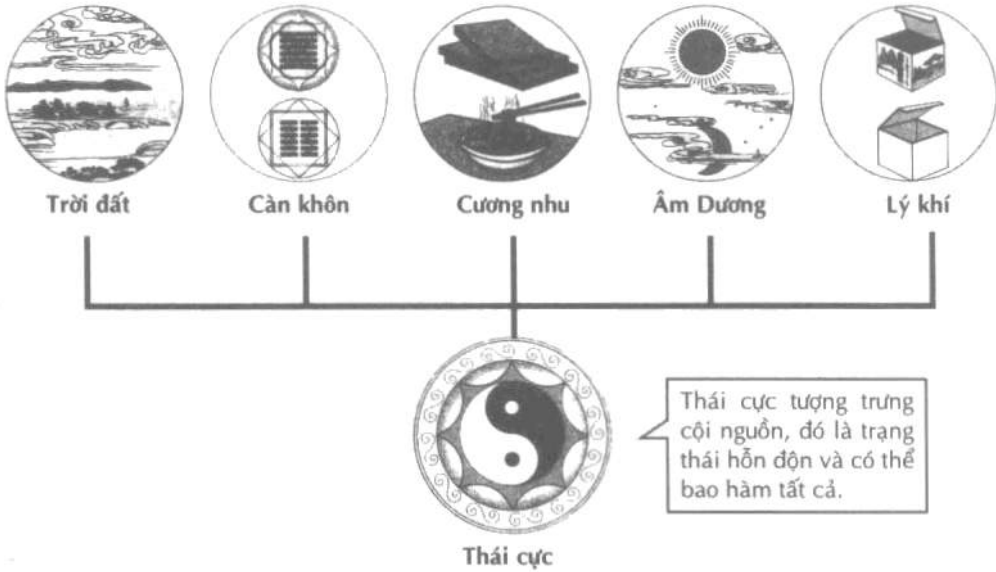 Trời đất
Càn khôn
Cương nhu
Âm Dương
Lý khí
Thái cực tượng trưng
cội nguồn, đó là trạng
thái hỗn độn và có thể
bao hàm tất cả.
Thái cực